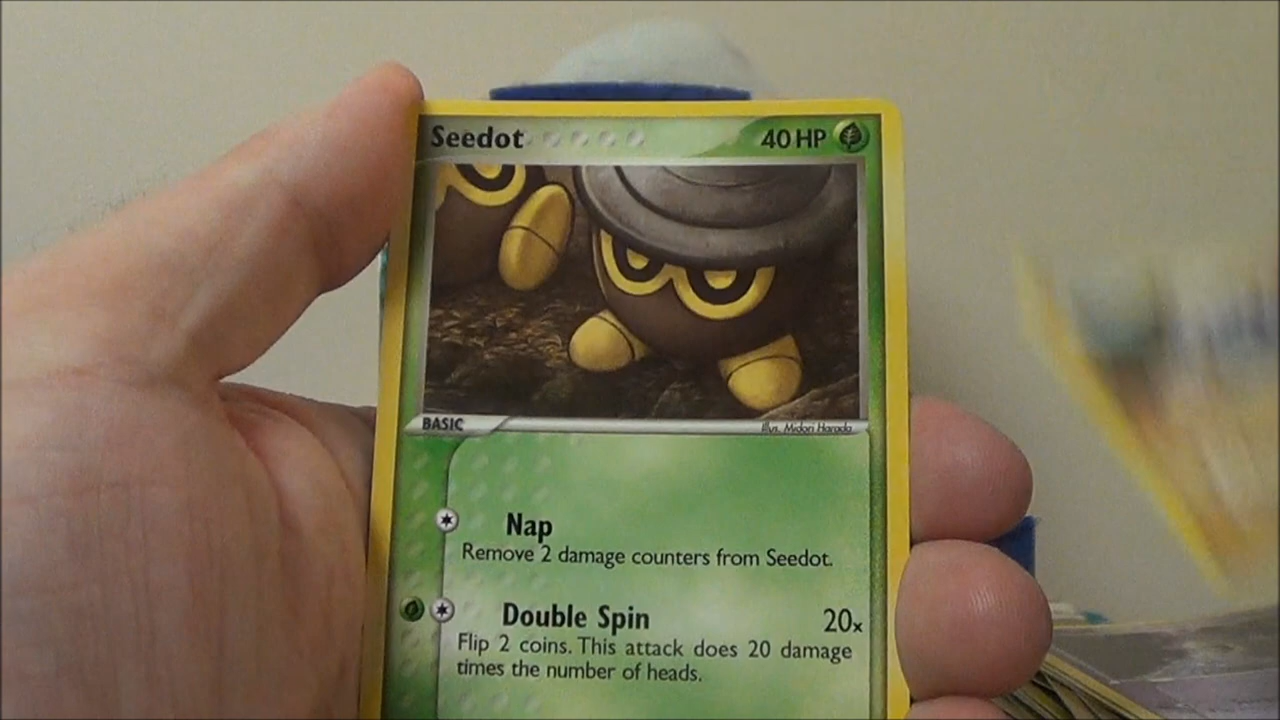 Seedot 40 HP
BASIC Illus. Midori Harada
Nap
Remove 2 damage counters from Seedot.
Double Spin 20x
Flip 2 coins. This attack does 20 damage
times the number of heads.